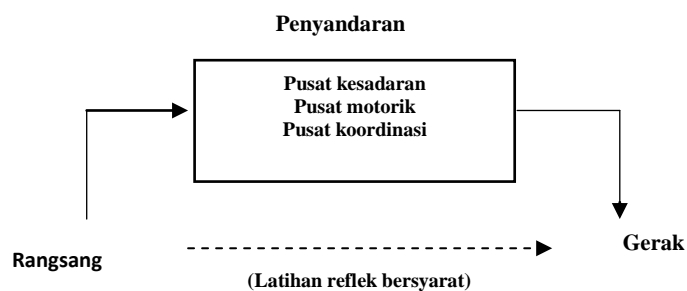 Penyandaran
Pusat kesadaran
Pusat motorik
Pusat koordinasi
Rangsang
Gerak
(Latihan reflek bersyarat)